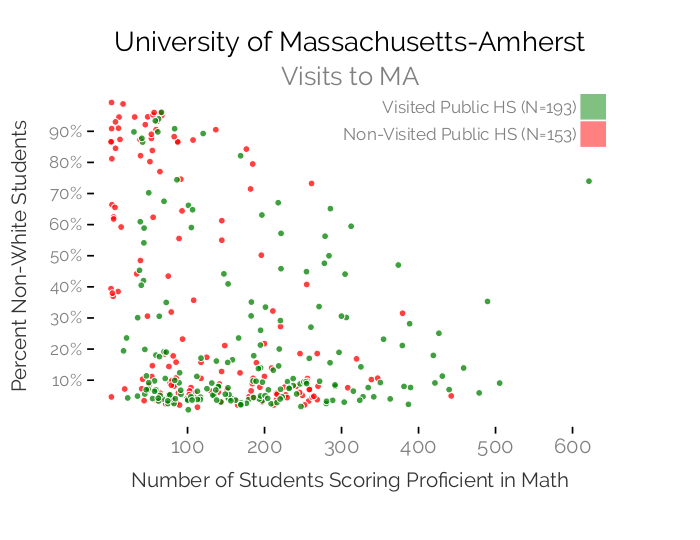 University of Massachusetts-Amherst
Visits to MA
Visited Public HS (N=193)
Non-Visited Public HS (N=153)
Percent Non-White Students
90%
80%
70%
60%
50%
40%
30%
20%
10%
100 200 300 400 500 600
Number of Students Scoring Proficient in Math